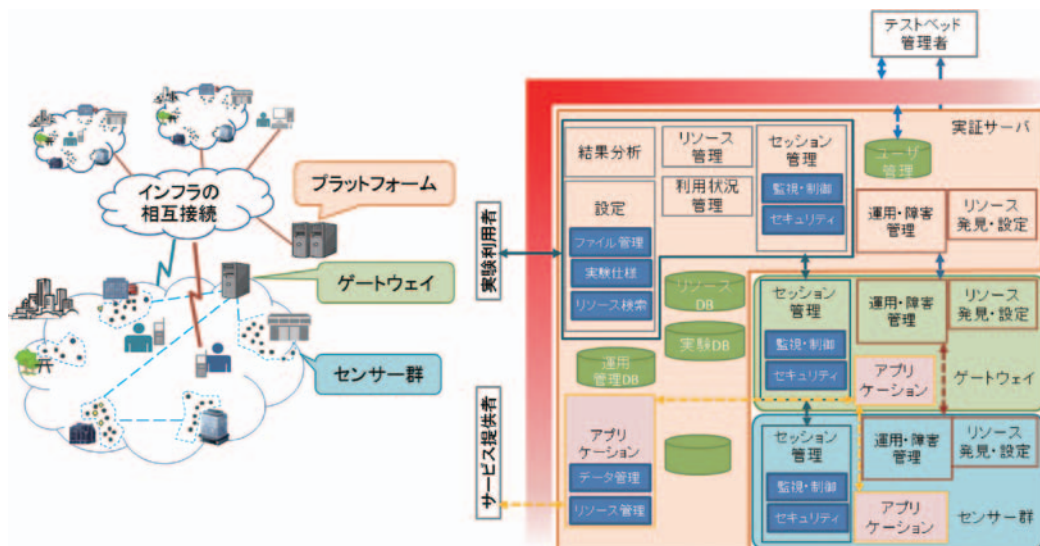 インフラの
相互接続
プラットフォーム
ゲートウェイ
センサー群
テストベッド
管理者
実験利用者
サービス提供者
実証サーバ
結果分析
リソース
管理
利用状況
管理
セッション
管理
監視・制御
セキュリティ
ユーザ
管理
運用・障害
管理
リソース
発見・設定
設定
ファイル管理
実験仕様
リソース検索
リソース
DB
実験DB
運用
管理DB
セッション
管理
監視・制御
セキュリティ
運用・障害
管理
リソース
発見・設定
アプリ
ケーション
ゲートウェイ
アプリ
ケーション
データ管理
リソース管理
セッション
管理
監視・制御
セキュリティ
運用・障害
管理
リソース
発見・設定
アプリ
ケーション
センサー群